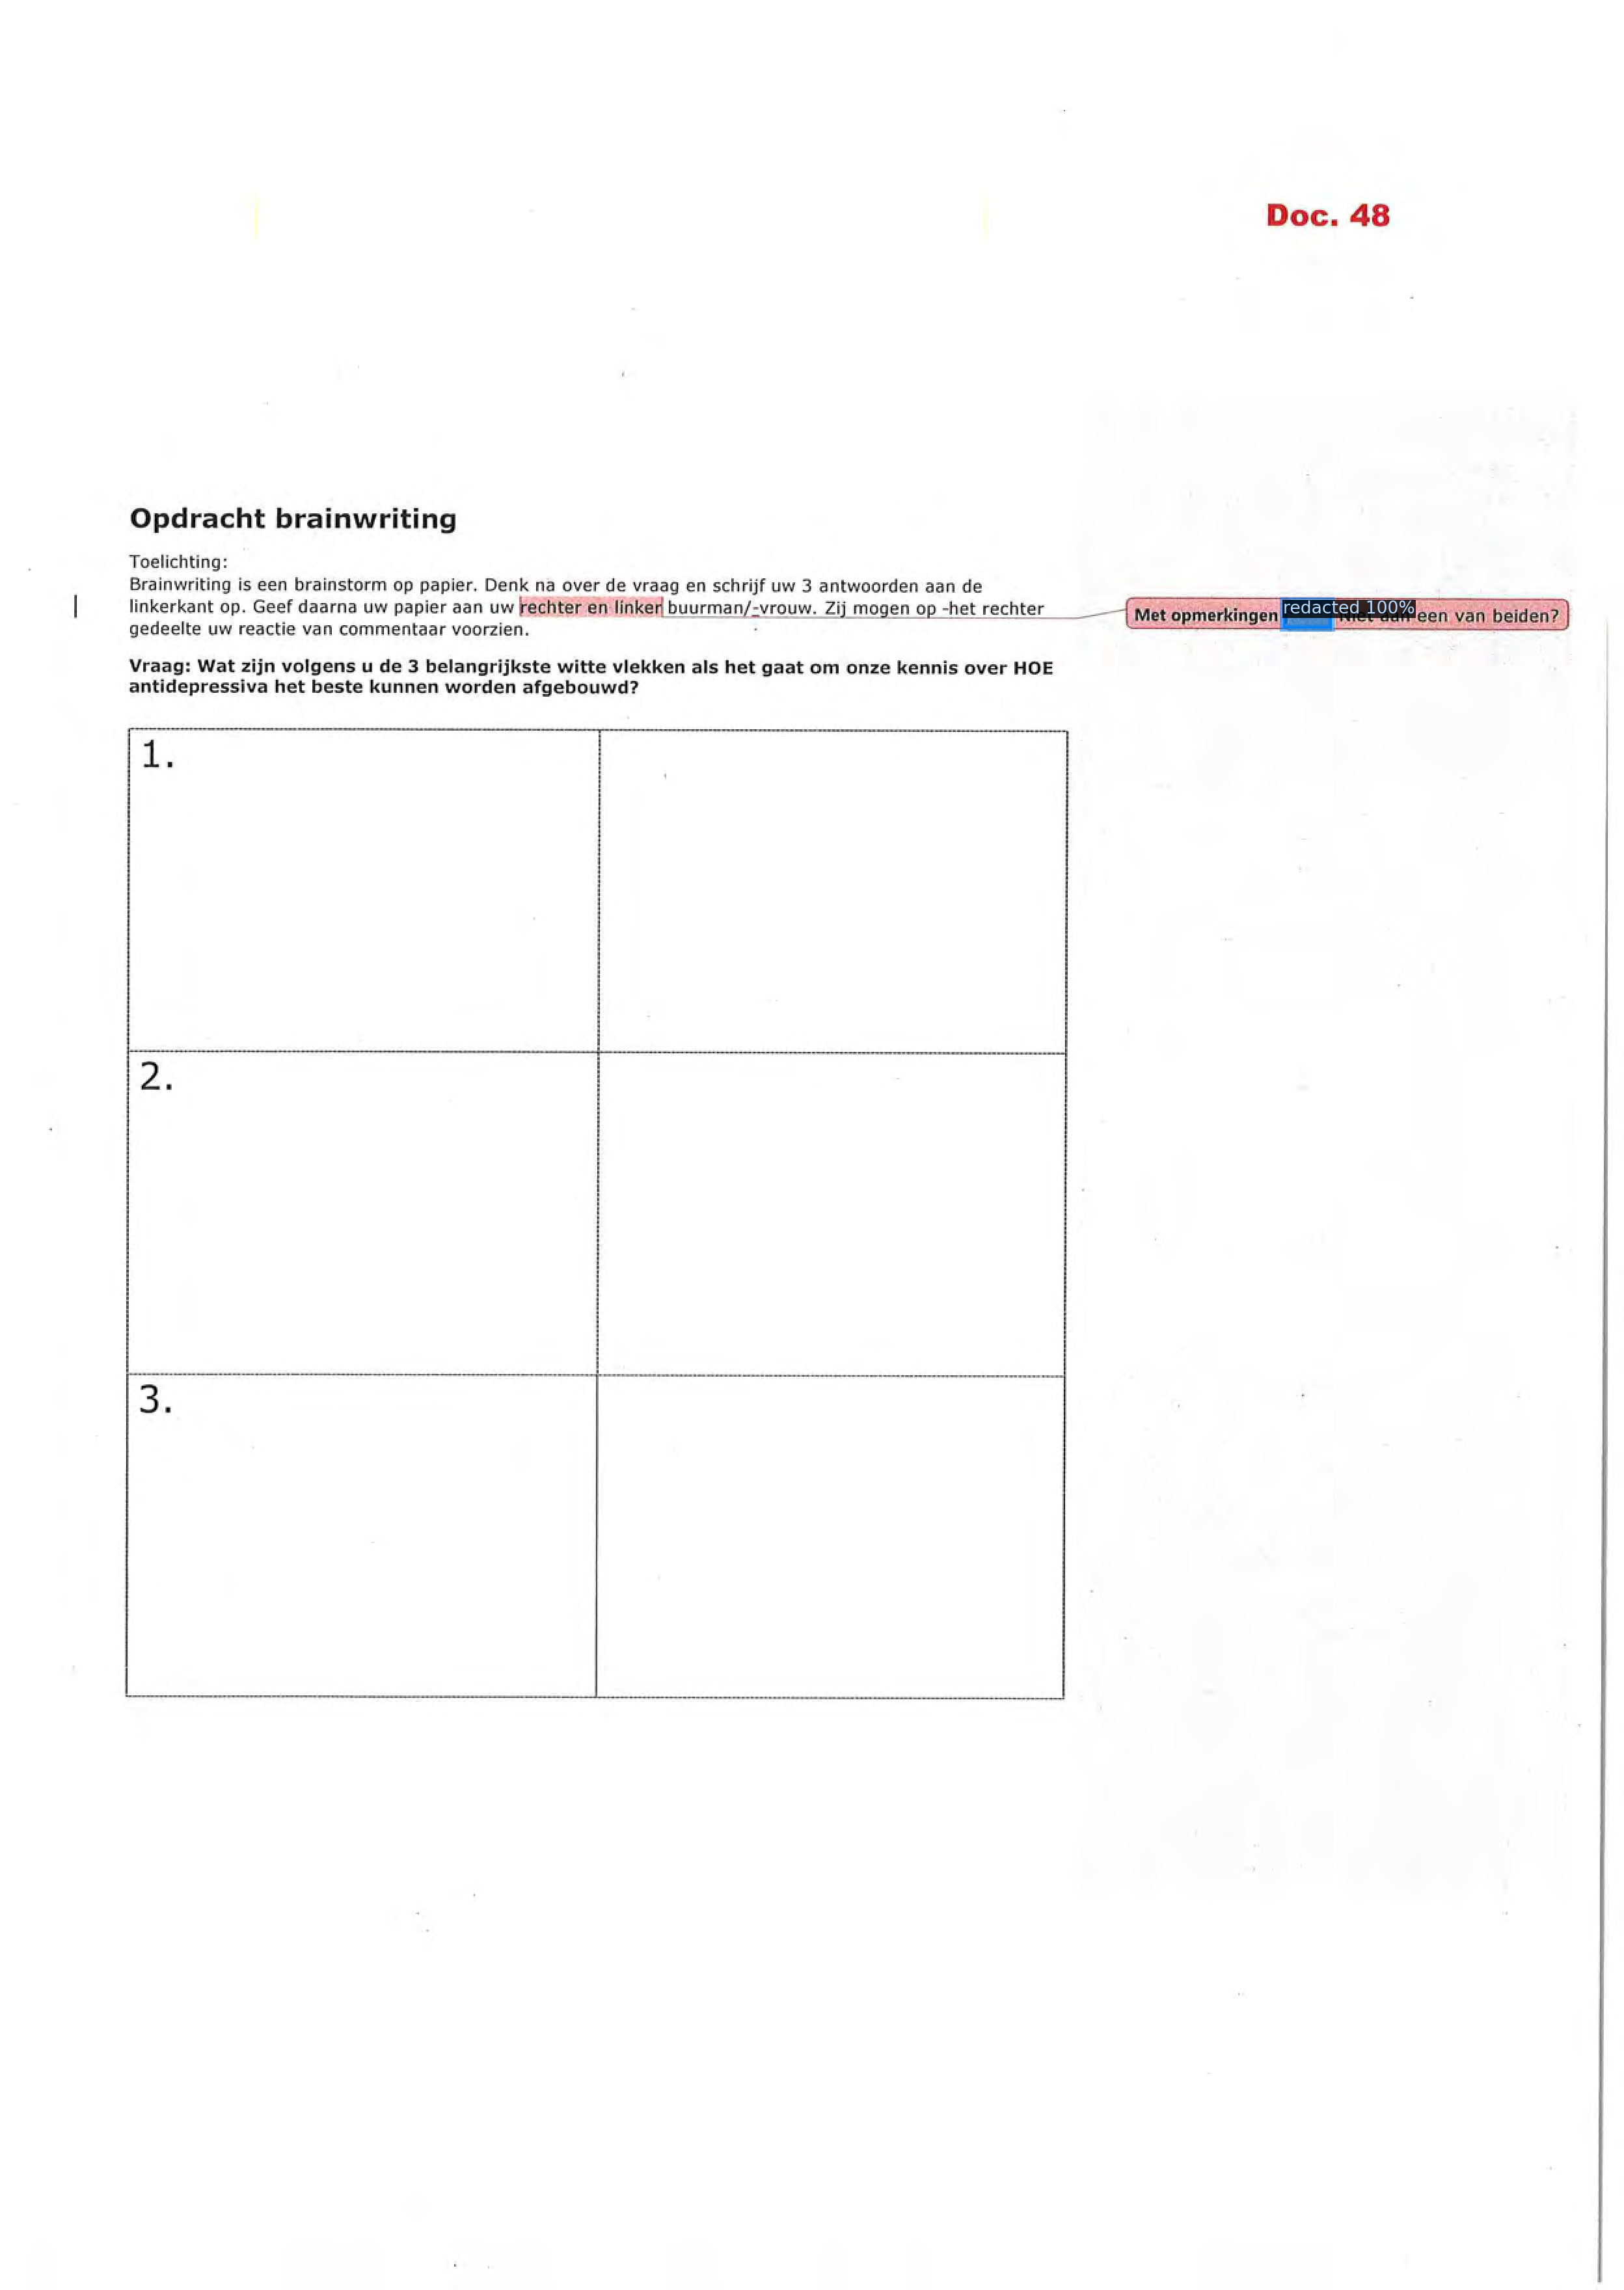 Doc. 48
Opdracht brainwriting
Toelichting:
Brainwriting is een brainstorm op papier. Denk na over de vraag en schrijf uw 3 antwoorden aan de
linkerkant op. Geef daarna uw papier aan uw rechter en linker buurman/-vrouw. Zij mogen op -het rechter
gedeelte uw reactie van commentaar voorzien.
Met opmerkingen redacted 100% een van beiden?
Vraag: Wat zijn volgens u de 3 belangrijkste witte vlekken als het gaat om onze kennis over HOE
antidepressiva het beste kunnen worden afgebouwd?
1.
2.
3.